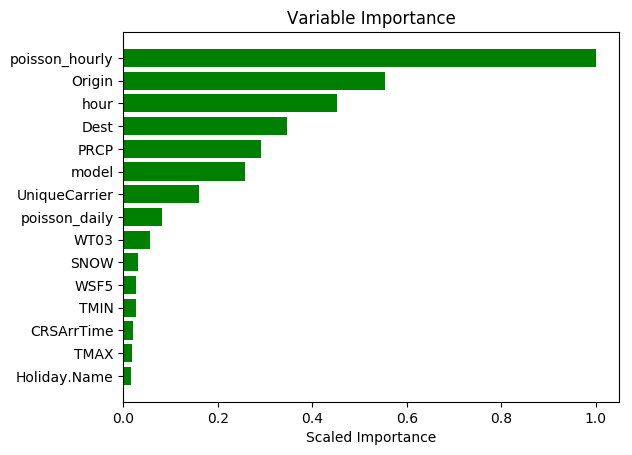 Variable Importance
poisson_hourly
Origin
hour
Dest
PRCP
model
UniqueCarrier
poisson_daily
WT03
SNOW
WSF5
TMIN
CRSArrTime
TMAX
Holiday.Name
0.0 0.2 0.4 0.6 0.8 1.0
Scaled Importance